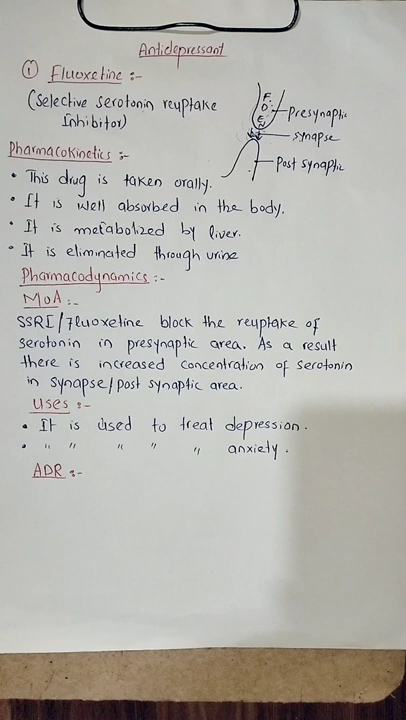 Antidepressant
① Fluoxetine :-
(Selective serotonin reuptake
Inhibitor)
Presynaptic
synapse
Post synaptic
Pharmacokinetics :-
• This drug is taken orally.
• It is well absorbed in the body.
• It is metabolized by liver.
• It is eliminated through urine
Pharmacodynamics :-
MOA :-
SSRI/Fluoxetine block the reuptake of
serotonin in presynaptic area. As a result
there is increased concentration of serotonin
in synapse/post synaptic area.
Uses :-
• It is used to treat depression.
• " " " " " anxiety.
ADR :-